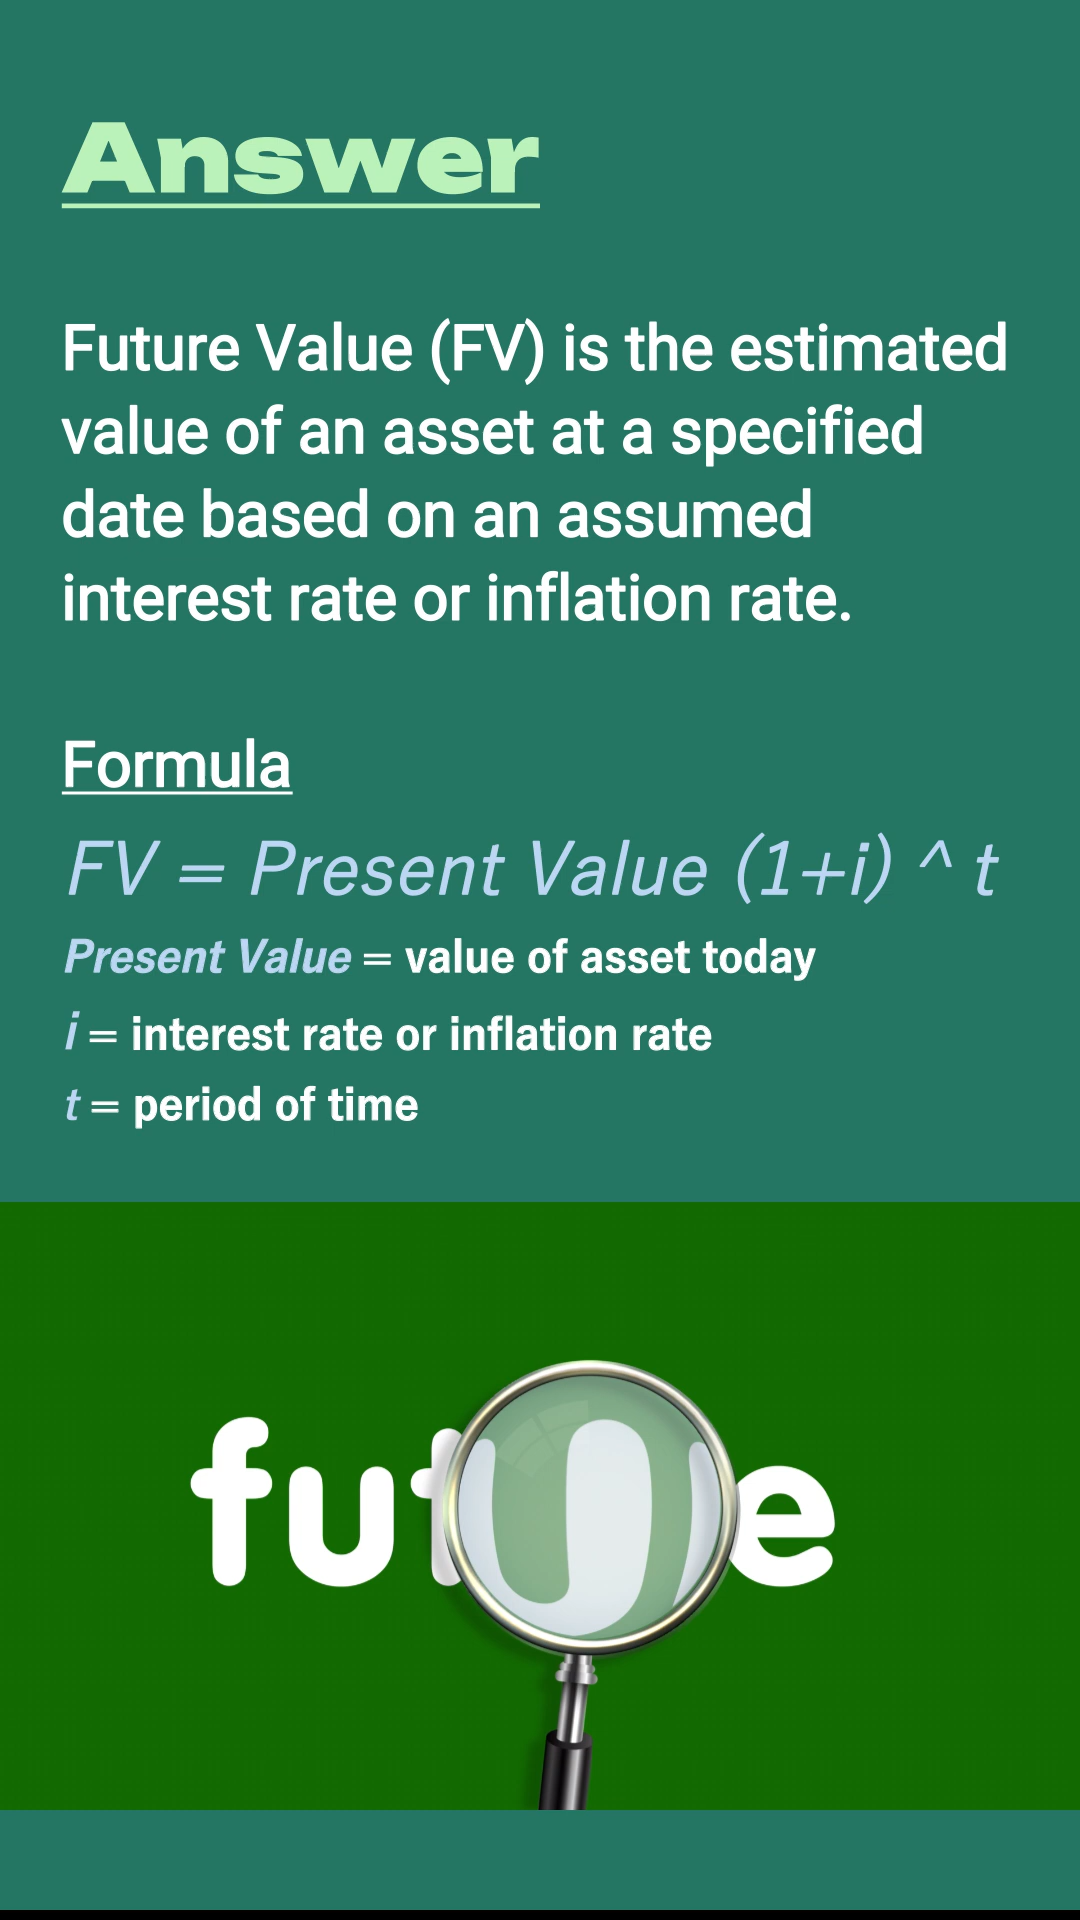 Answer
Future Value (FV) is the estimated
value of an asset at a specified
date based on an assumed
interest rate or inflation rate.
Formula
FV = Present Value (1+i) ^ t
Present Value = value of asset today
i = interest rate or inflation rate
t = period of time
future